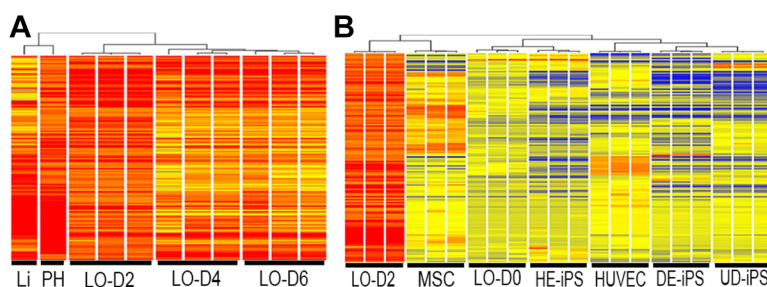 A
B
Li PH LO-D2 LO-D4 LO-D6
LO-D2 MSC LO-D0 HE-iPS HUVEC DE-iPS UD-iPS